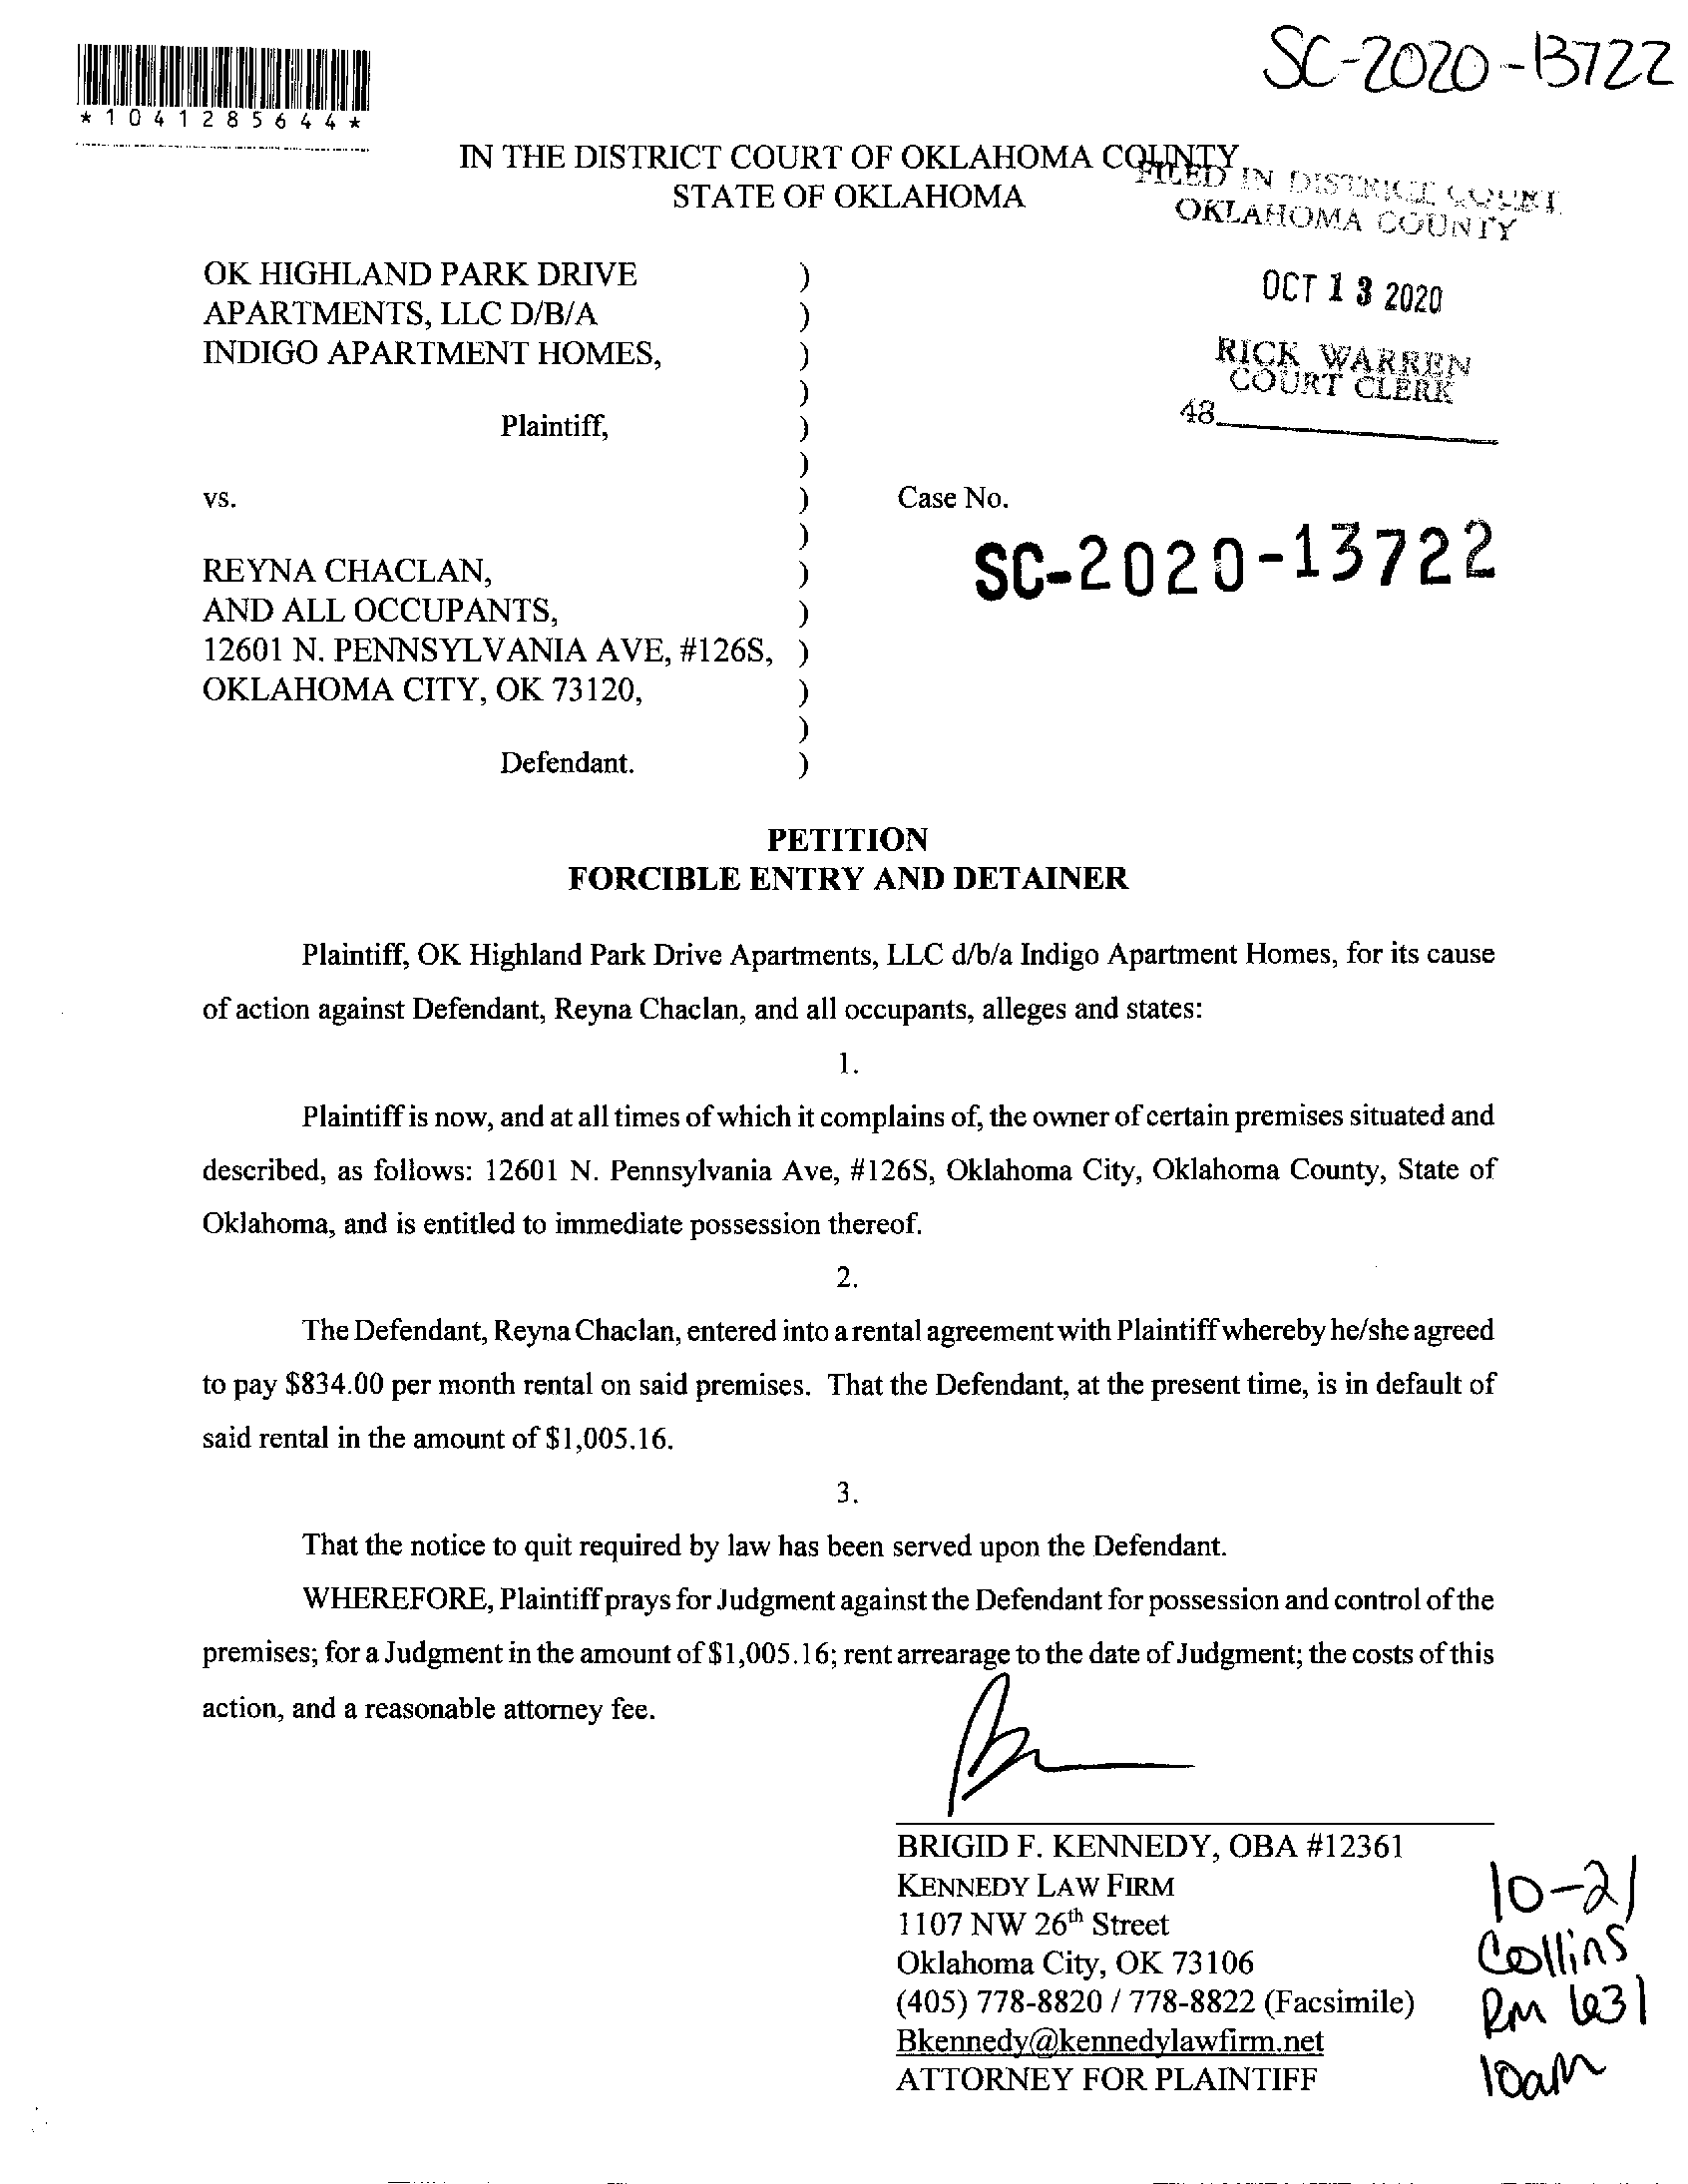 SC-2020-13722
*1041285644*
IN THE DISTRICT COURT OF OKLAHOMA COUNTY
STATE OF OKLAHOMA
FILED IN DISTRICT COURT
OKLAHOMA COUNTY
OCT 13 2020
RICK WARREN
COURT CLERK
48
OK HIGHLAND PARK DRIVE )
APARTMENTS, LLC D/B/A )
INDIGO APARTMENT HOMES, )
)
Plaintiff, )
)
vs. ) Case No.
)
SC-2020-13722
REYNA CHACLAN, )
AND ALL OCCUPANTS, )
12601 N. PENNSYLVANIA AVE, #126S, )
OKLAHOMA CITY, OK 73120, )
)
Defendant. )
PETITION
FORCIBLE ENTRY AND DETAINER
Plaintiff, OK Highland Park Drive Apartments, LLC d/b/a Indigo Apartment Homes, for its cause
of action against Defendant, Reyna Chaclan, and all occupants, alleges and states:
1.
Plaintiff is now, and at all times of which it complains of, the owner of certain premises situated and
described, as follows: 12601 N. Pennsylvania Ave, #126S, Oklahoma City, Oklahoma County, State of
Oklahoma, and is entitled to immediate possession thereof.
2.
The Defendant, Reyna Chaclan, entered into a rental agreement with Plaintiff whereby he/she agreed
to pay $834.00 per month rental on said premises. That the Defendant, at the present time, is in default of
said rental in the amount of $1,005.16.
3.
That the notice to quit required by law has been served upon the Defendant.
WHEREFORE, Plaintiff prays for Judgment against the Defendant for possession and control of the
premises; for a Judgment in the amount of $1,005.16; rent arrearage to the date of Judgment; the costs of this
action, and a reasonable attorney fee.
BRIGID F. KENNEDY, OBA #12361
KENNEDY LAW FIRM
1107 NW 26th Street
Oklahoma City, OK 73106
(405) 778-8820 / 778-8822 (Facsimile)
Bkennedy@kennedylawfirm.net
ATTORNEY FOR PLAINTIFF
10-21
Collins
Rm 631
10am